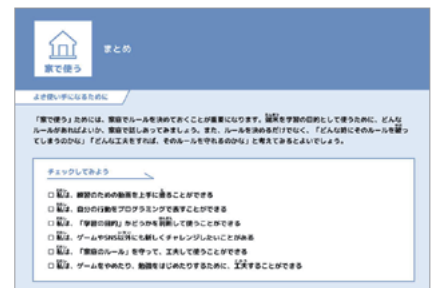 まとめ
家で使う
よき使い手になるために
「家で使う」ためには、家庭でルールを決めておくことが重要になります。端末を学習の目的として使うために、どんな
ルールがあればよいか、家庭で話しあってみましょう。また、ルールを決めるだけでなく、「どんな時にそのルールを破っ
てしまうのかな」「どんな工夫をすれば、そのルールを守れるのかな」と考えてみるとよいでしょう。
チェックしてみよう
□ 私は、練習のための動画を上手に撮ることができる
□ 私は、自分の行動をプログラミングで表すことができる
□ 私は、「学習の目的」かどうかを判断して使うことができる
□ 私は、ゲームやSNS以外にも新しくチャレンジしたいことがある
□ 私は、「家庭のルール」を守って、工夫して使うことができる
□ 私は、ゲームをやめたり、勉強をはじめたりするために、工夫することができる